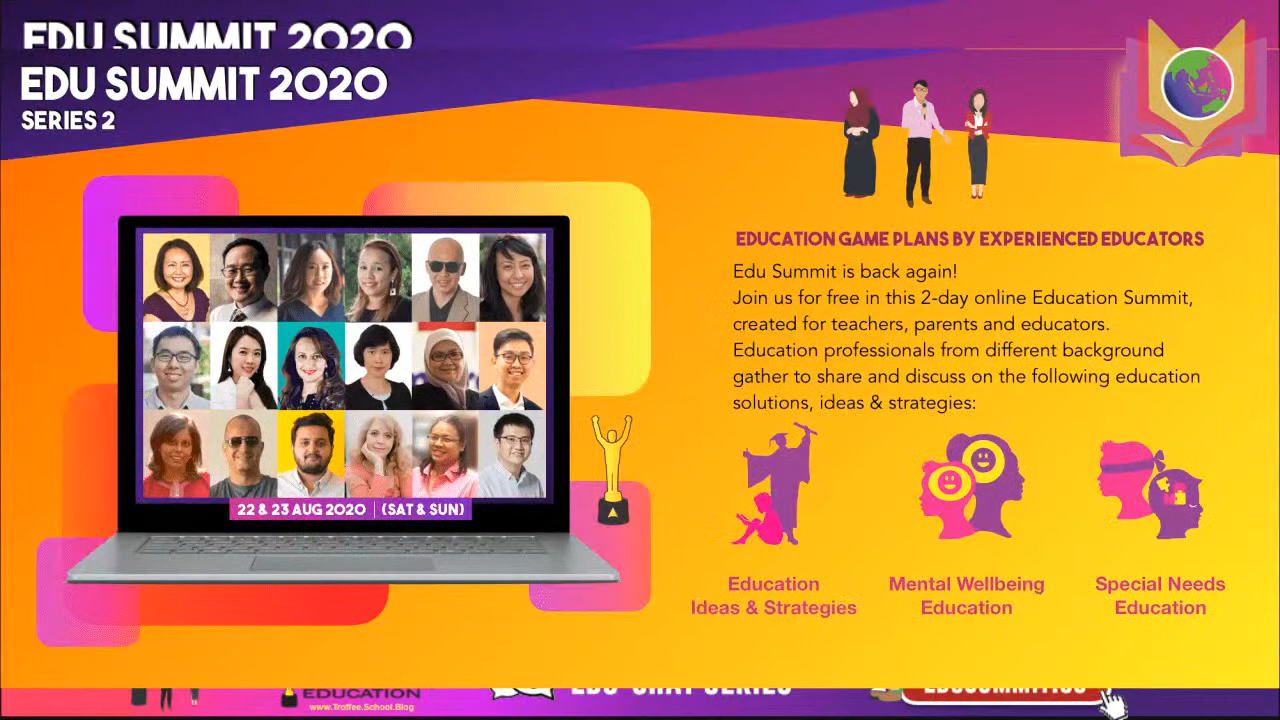 EDU SUMMIT 2020
EDU SUMMIT 2020
SERIES 2
EDUCATION GAME PLANS BY EXPERIENCED EDUCATORS
Edu Summit is back again!
Join us for free in this 2-day online Education Summit,
created for teachers, parents and educators.
Education professionals from different background
gather to share and discuss on the following education
solutions, ideas & strategies:
22 & 23 AUG 2020 | (SAT & SUN)
Education
Ideas & Strategies
Mental Wellbeing
Education
Special Needs
Education
EDUCATION
www.Troffee.School.Blog
EDU CHAT SERIES